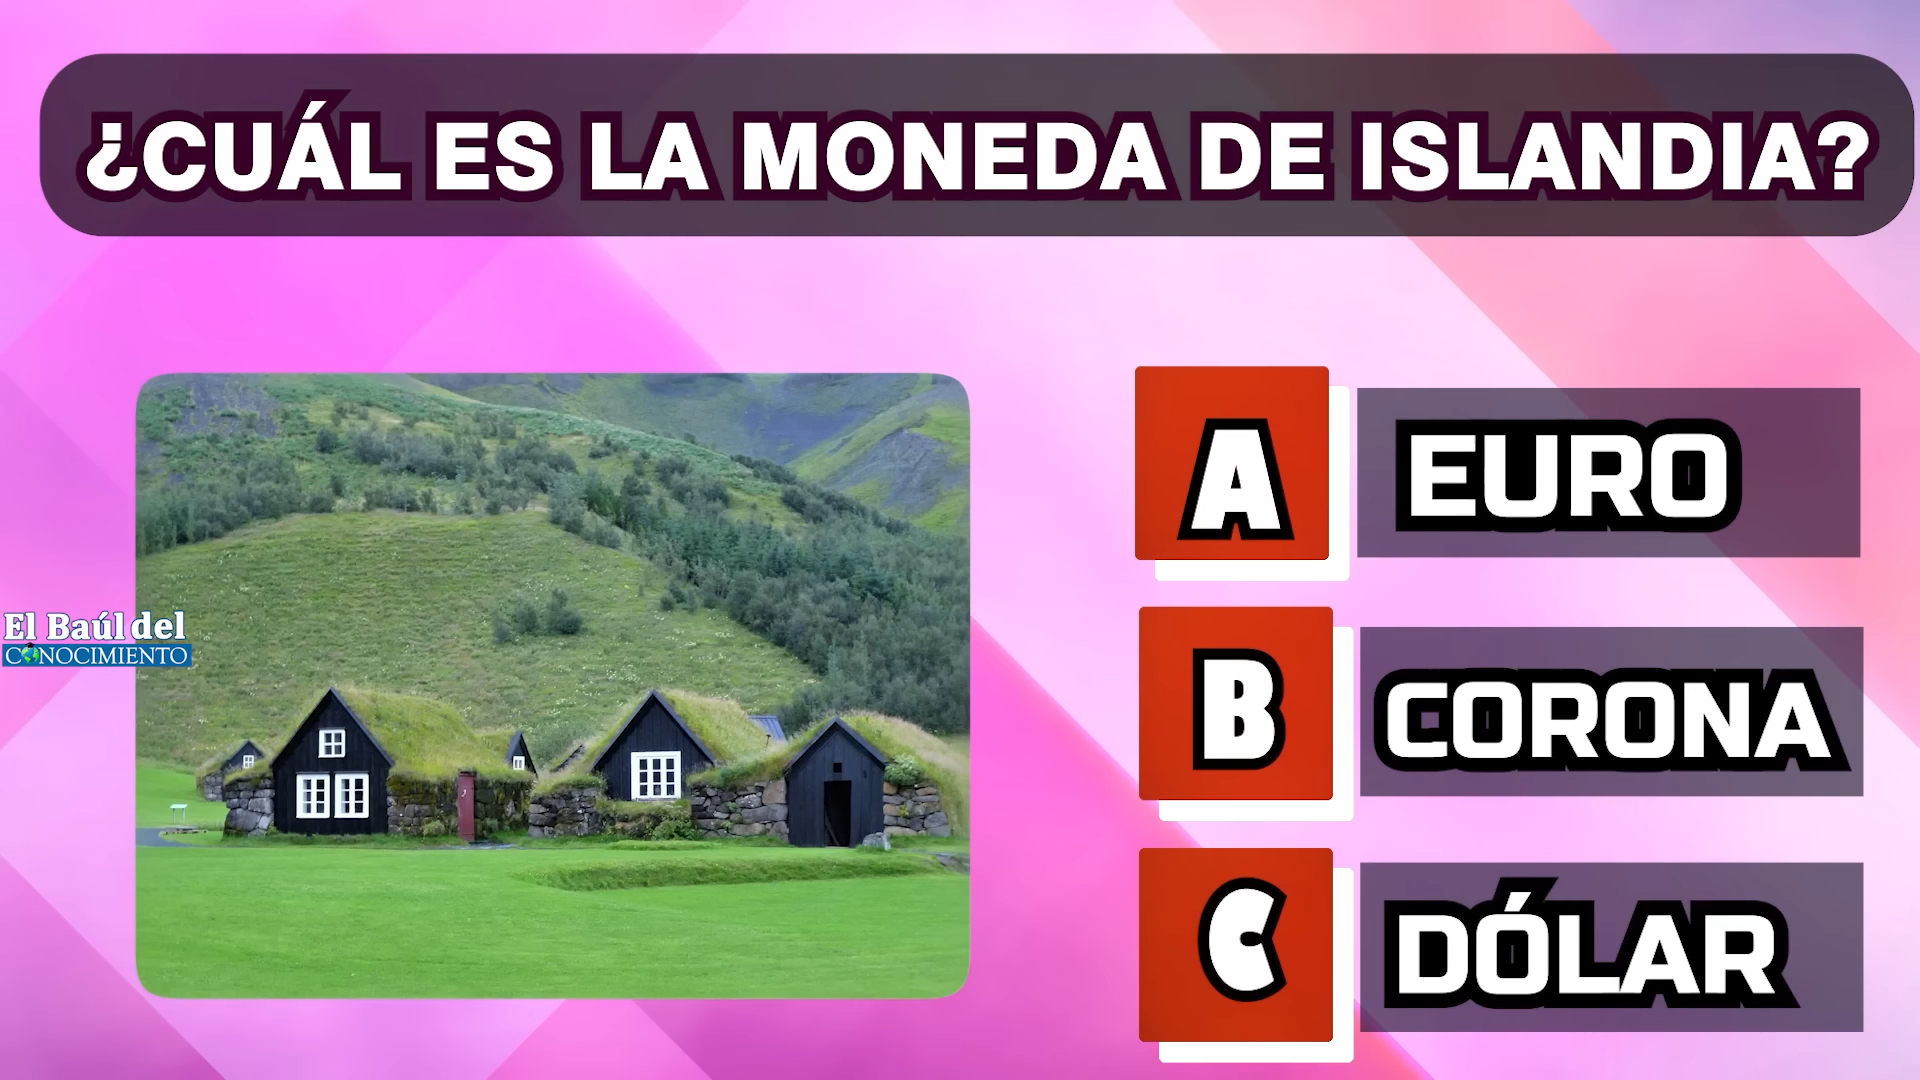 ¿CUÁL ES LA MONEDA DE ISLANDIA?
A EURO
El Baúl del
CONOCIMIENTO
B CORONA
C DÓLAR